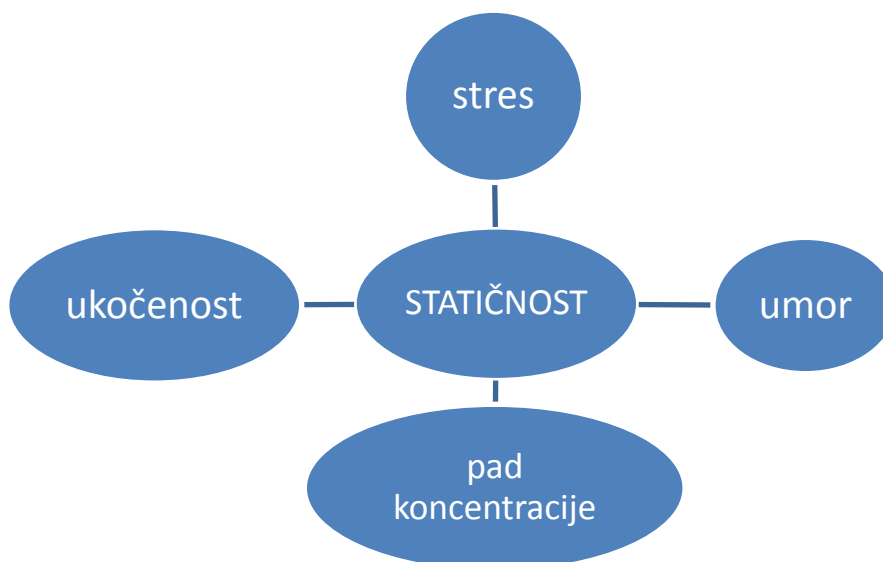 stres
ukočenost
STATIČNOST
umor
pad
koncentracije